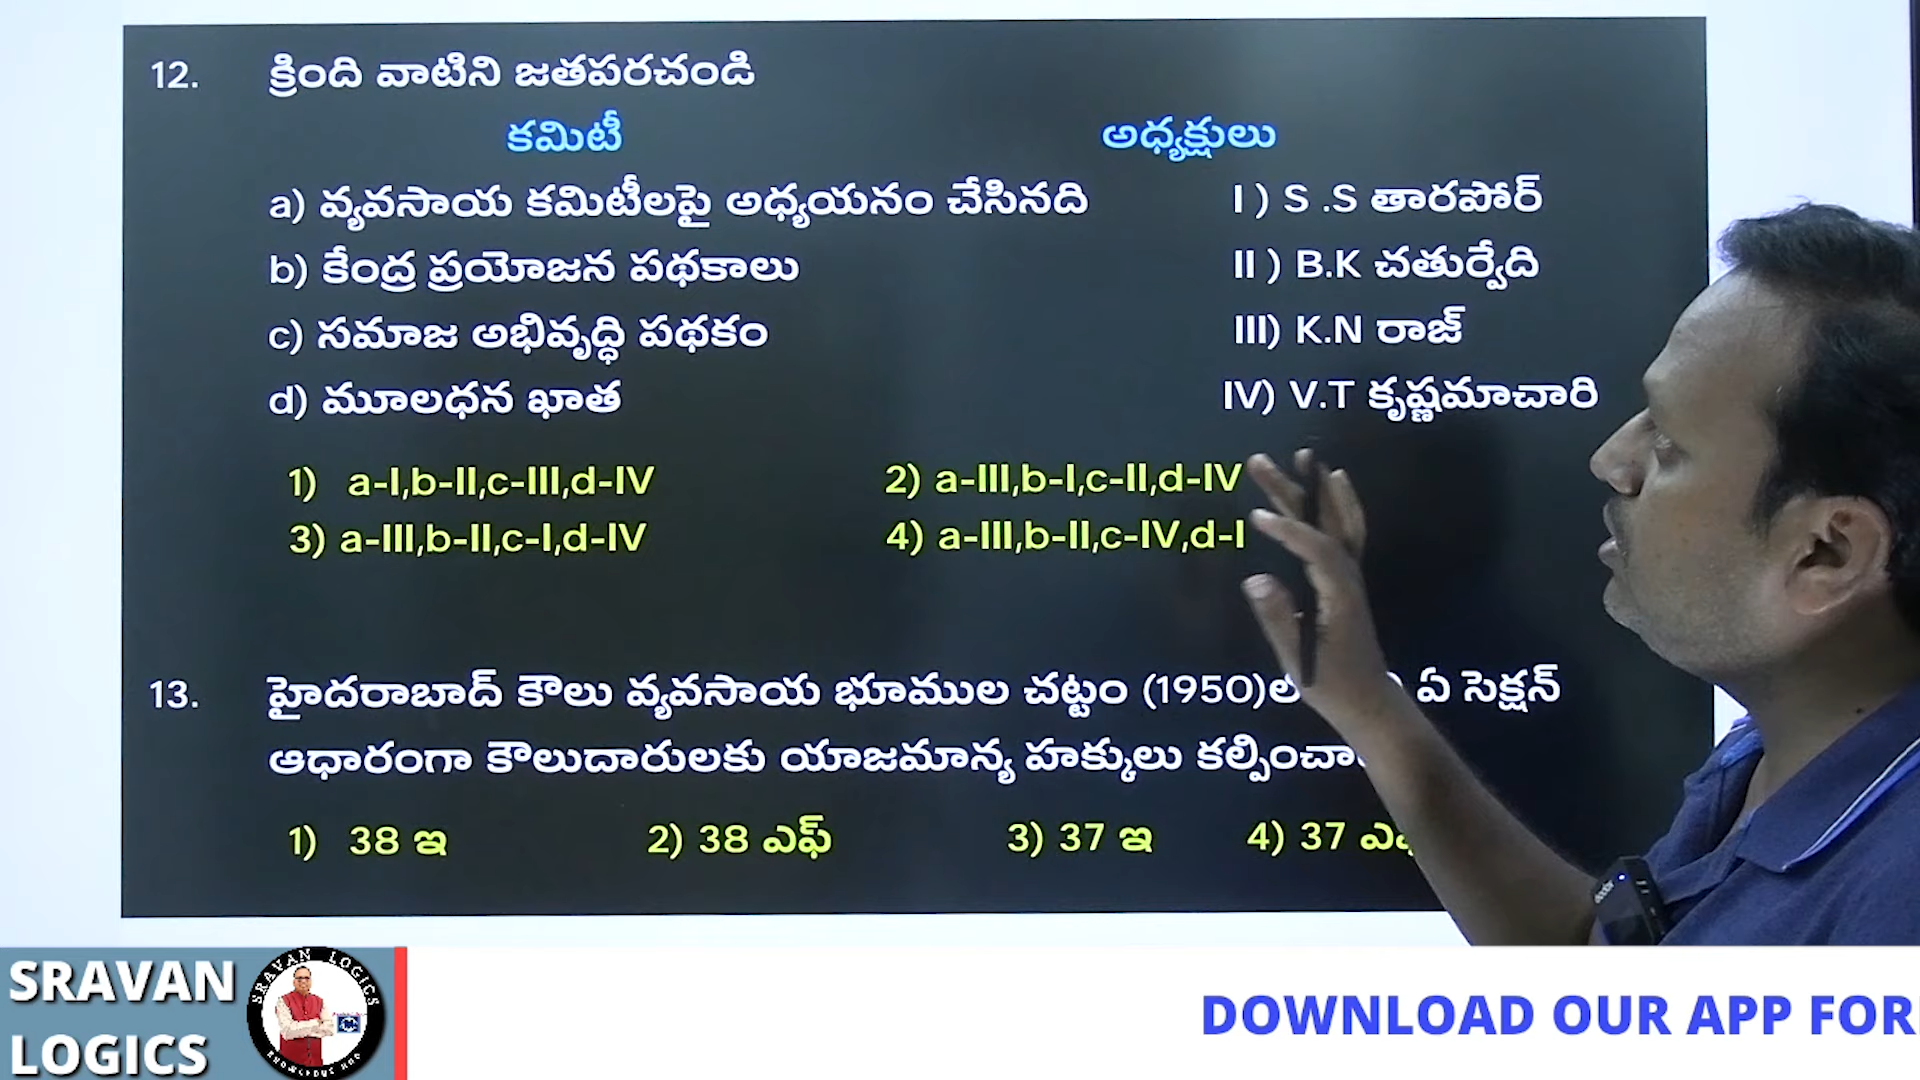 12. క్రింది వాటిని జతపరచండి
కమిటీ అధ్యక్షులు
a) వ్యవసాయ కమిటీలపై అధ్యయనం చేసినది I ) S .S తారపోర్
b) కేంద్ర ప్రయోజన పథకాలు II ) B.K చతుర్వేది
c) సమాజ అభివృద్ధి పథకం III) K.N రాజ్
d) మూలధన ఖాత IV) V.T కృష్ణమాచారి
1) a-I,b-II,c-III,d-IV 2) a-III,b-I,c-II,d-IV
3) a-III,b-II,c-I,d-IV 4) a-III,b-II,c-IV,d-I
13. హైదరాబాద్ కౌలు వ్యవసాయ భూముల చట్టం (1950) ఏ సెక్షన్
ఆధారంగా కౌలుదారులకు యాజమాన్య హక్కులు
1) 38 ఇ 2) 38 ఎఫ్ 3) 37 ఇ 4) 37
SRAVAN
LOGICS
SRAVAN LOGICS
DOWNLOAD OUR APP FOR